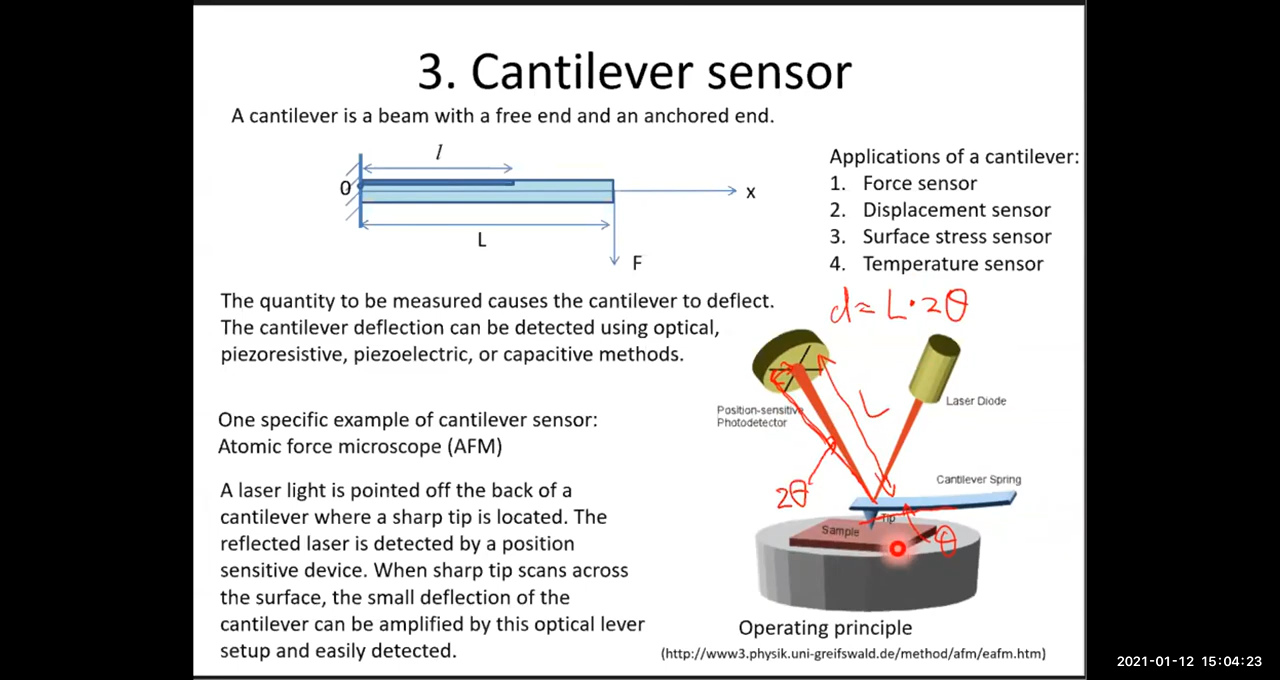 3. Cantilever sensor
A cantilever is a beam with a free end and an anchored end.
l
0
x
L
F
Applications of a cantilever:
1. Force sensor
2. Displacement sensor
3. Surface stress sensor
4. Temperature sensor
The quantity to be measured causes the cantilever to deflect.
The cantilever deflection can be detected using optical,
piezoresistive, piezoelectric, or capacitive methods.
d = L · 2θ
Position-sensitive
Photodetector
Laser Diode
L
2θ
Cantilever Spring
Tip
Sample
θ
One specific example of cantilever sensor:
Atomic force microscope (AFM)
A laser light is pointed off the back of a
cantilever where a sharp tip is located. The
reflected laser is detected by a position
sensitive device. When sharp tip scans across
the surface, the small deflection of the
cantilever can be amplified by this optical lever
setup and easily detected.
Operating principle
(http://www3.physik.uni-greifswald.de/method/afm/eafm.htm)
2021-01-12 15:04:23